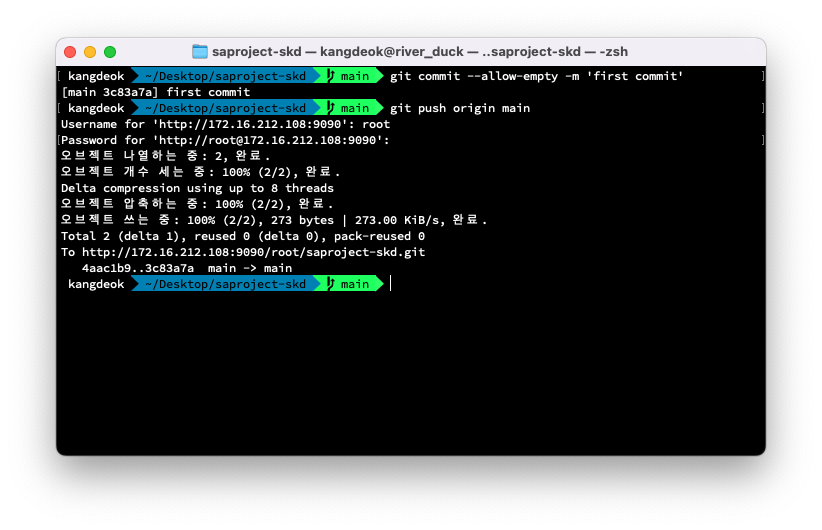 saproject-skd — kangdeok@river_duck — ..saproject-skd — -zsh
[ kangdeok ~/Desktop/saproject-skd main git commit --allow-empty -m 'first commit' ]
[main 3c83a7a] first commit
[ kangdeok ~/Desktop/saproject-skd main git push origin main ]
Username for 'http://172.16.212.108:9090': root
[Password for 'http://root@172.16.212.108:9090': ]
오브젝트 나열하는 중: 2, 완료.
오브젝트 개수 세는 중: 100% (2/2), 완료.
Delta compression using up to 8 threads
오브젝트 압축하는 중: 100% (2/2), 완료.
오브젝트 쓰는 중: 100% (2/2), 273 bytes | 273.00 KiB/s, 완료.
Total 2 (delta 1), reused 0 (delta 0), pack-reused 0
To http://172.16.212.108:9090/root/saproject-skd.git
4aac1b9..3c83a7a main -> main
kangdeok ~/Desktop/saproject-skd main